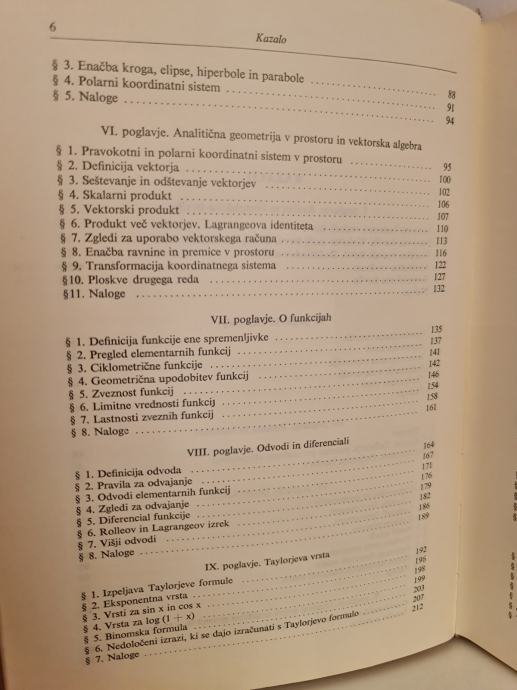 6
Kazalo
§ 3. Enačba kroga, elipse, hiperbole in parabole 88
§ 4. Polarni koordinatni sistem 91
§ 5. Naloge 94
VI. poglavje. Analitična geometrija v prostoru in vektorska algebra
§ 1. Pravokotni in polarni koordinatni sistem v prostoru 95
§ 2. Definicija vektorja 100
§ 3. Seštevanje in odštevanje vektorjev 102
§ 4. Skalarni produkt 106
§ 5. Vektorski produkt 107
§ 6. Produkt več vektorjev. Lagrangeova identiteta 110
§ 7. Zgledi za uporabo vektorskega računa 113
§ 8. Enačba ravnine in premice v prostoru 116
§ 9. Transformacija koordinatnega sistema 122
§10. Ploskve drugega reda 127
§11. Naloge 132
VII. poglavje. O funkcijah
§ 1. Definicija funkcije ene spremenljivke 135
§ 2. Pregled elementarnih funkcij 137
§ 3. Ciklometrične funkcije 141
§ 4. Geometrična upodobitev funkcij 142
§ 5. Zveznost funkcij 146
§ 6. Limitne vrednosti funkcij 154
§ 7. Lastnosti zveznih funkcij 158
§ 8. Naloge 161
VIII. poglavje. Odvodi in diferenciali
§ 1. Definicija odvoda 164
§ 2. Pravila za odvajanje 167
§ 3. Odvodi elementarnih funkcij 171
§ 4. Zgledi za odvajanje 176
§ 5. Diferencial funkcije 179
§ 6. Rolleov in Lagrangeov izrek 182
§ 7. Višji odvodi 186
§ 8. Naloge 189
IX. poglavje. Taylorjeva vrsta
§ 1. Izpeljava Taylorjeve formule 192
§ 2. Eksponentna vrsta 196
§ 3. Vrsti za sin x in cos x 198
§ 4. Vrsta za log (1 + x) 199
§ 5. Binomska formula 203
§ 6. Nedoločeni izrazi, ki se dajo izračunati s Taylorjevo formulo 207
§ 7. Naloge 212